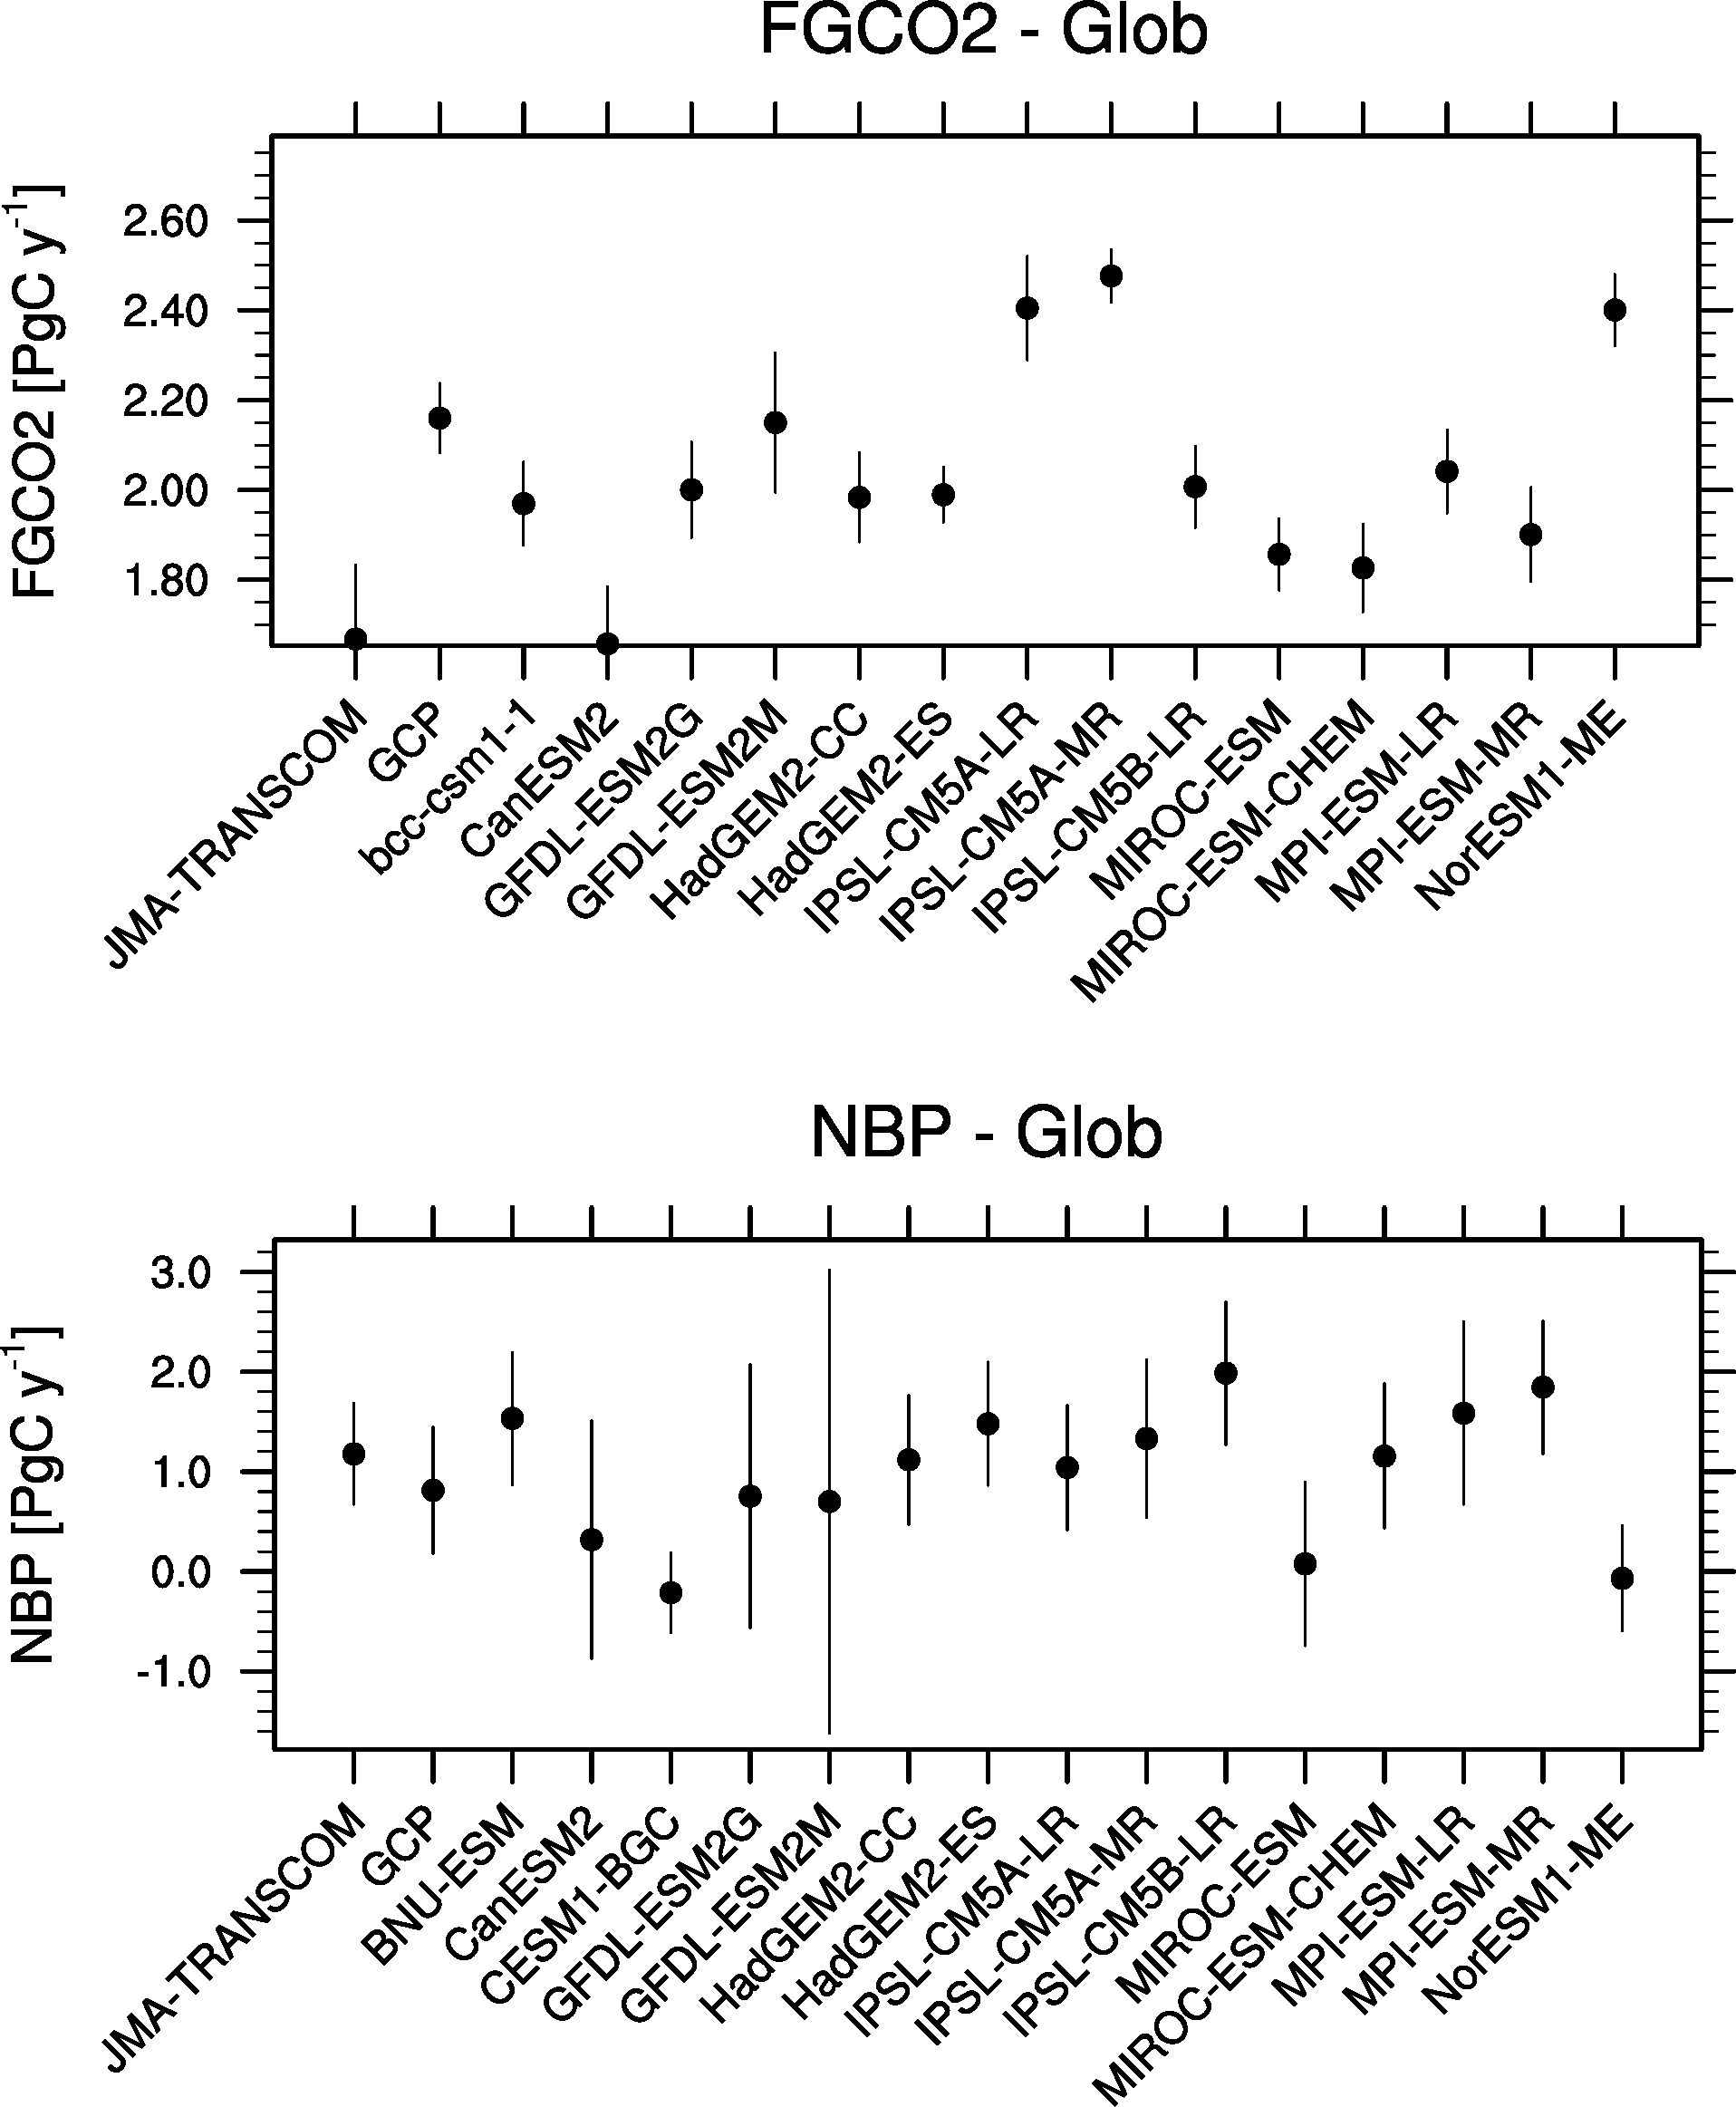 FGCO2 - Glob
FGCO2 [PgC y-1]
2.60
2.40
2.20
2.00
1.80
JMA-TRANSCOM
GCP
bcc-csm1-1
CanESM2
GFDL-ESM2G
GFDL-ESM2M
HadGEM2-CC
HadGEM2-ES
IPSL-CM5A-LR
IPSL-CM5A-MR
IPSL-CM5B-LR
MIROC-ESM
MIROC-ESM-CHEM
MPI-ESM-LR
MPI-ESM-MR
NorESM1-ME
NBP - Glob
NBP [PgC y-1]
3.0
2.0
1.0
0.0
-1.0
JMA-TRANSCOM
GCP
BNU-ESM
CanESM2
CESM1-BGC
GFDL-ESM2G
GFDL-ESM2M
HadGEM2-CC
HadGEM2-ES
IPSL-CM5A-LR
IPSL-CM5A-MR
IPSL-CM5B-LR
MIROC-ESM
MIROC-ESM-CHEM
MPI-ESM-LR
MPI-ESM-MR
NorESM1-ME